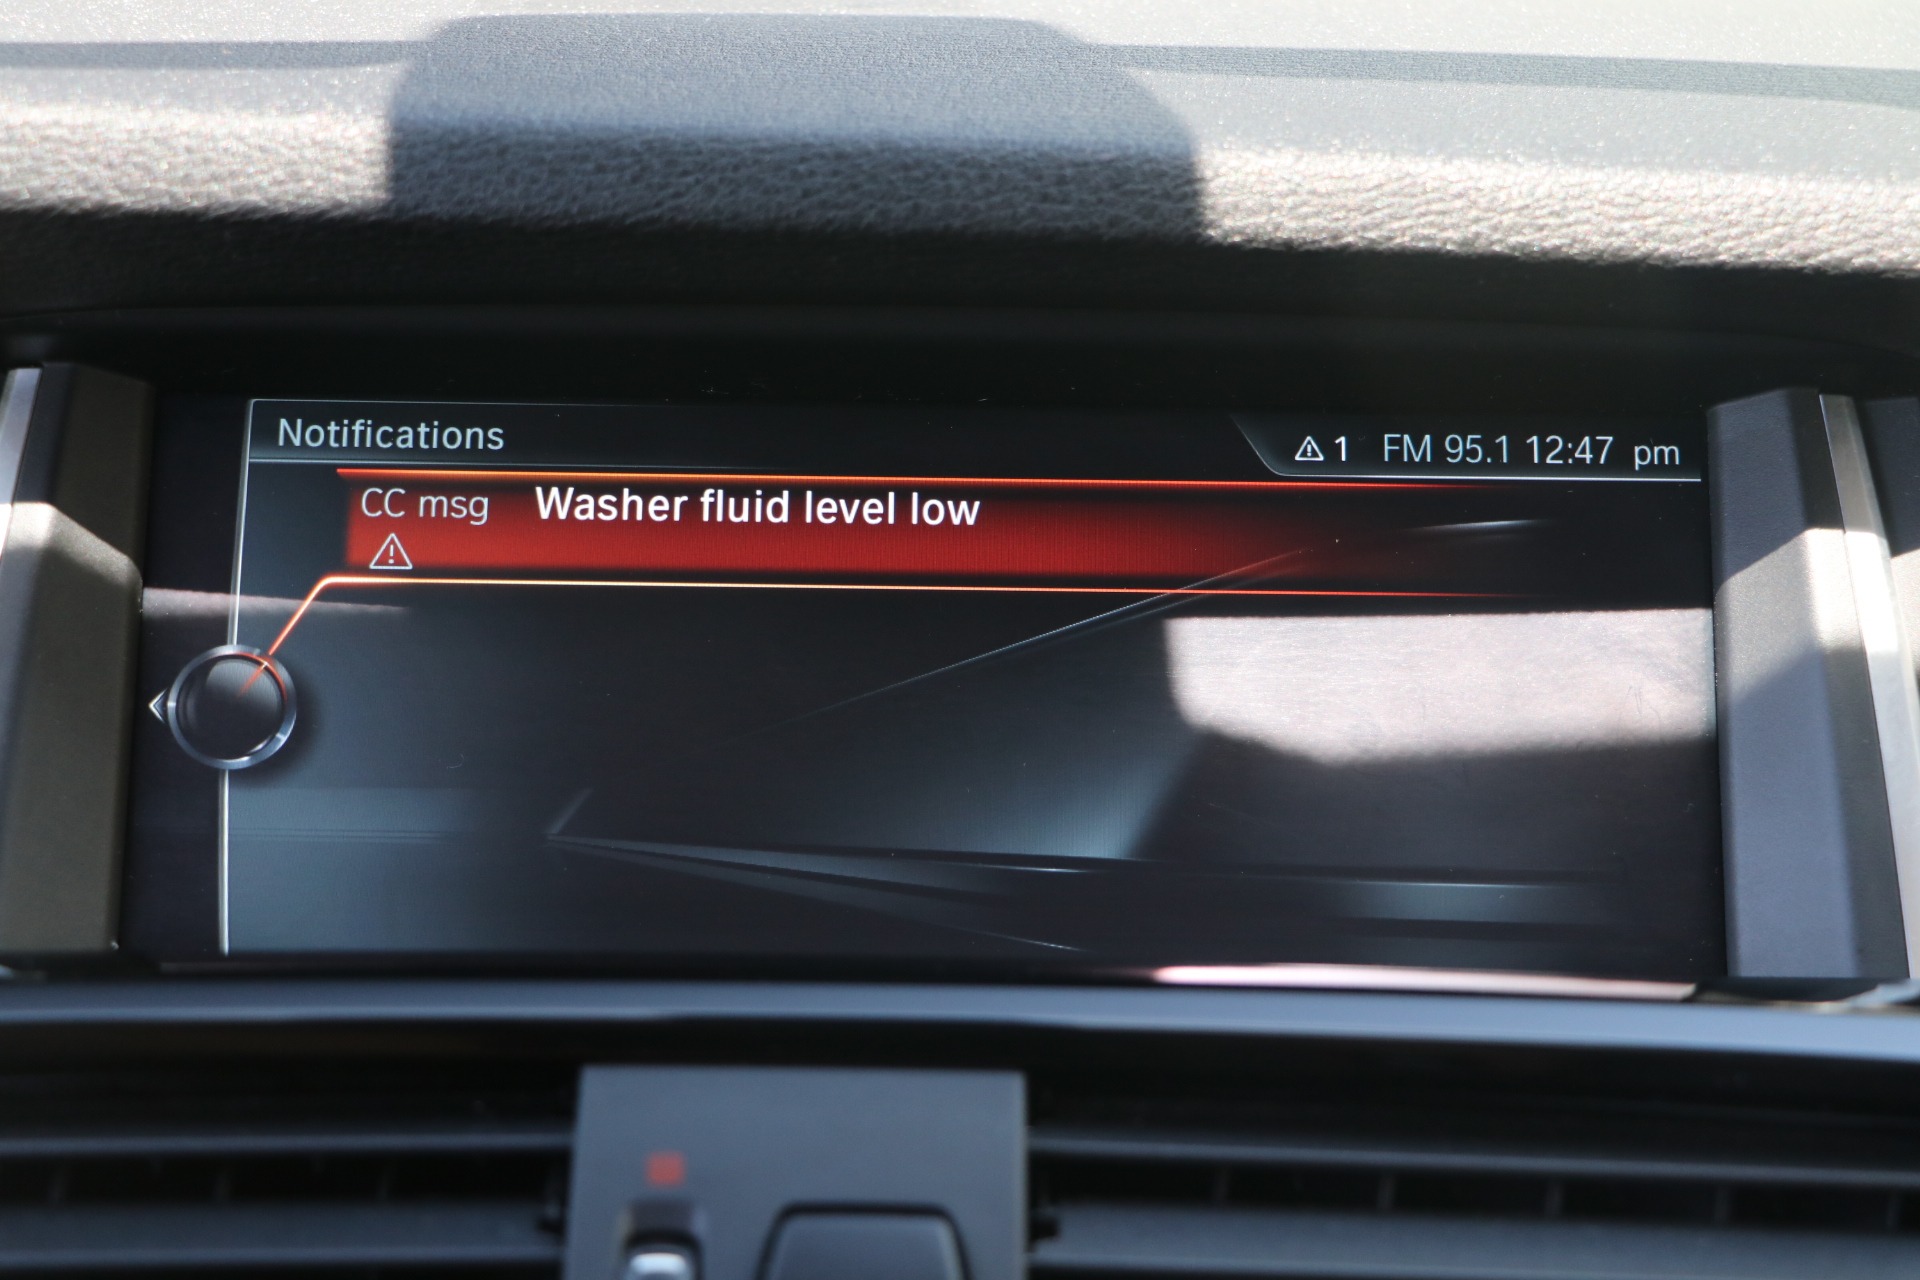 Notifications
1 FM 95.1 12:47 pm
CC msg Washer fluid level low